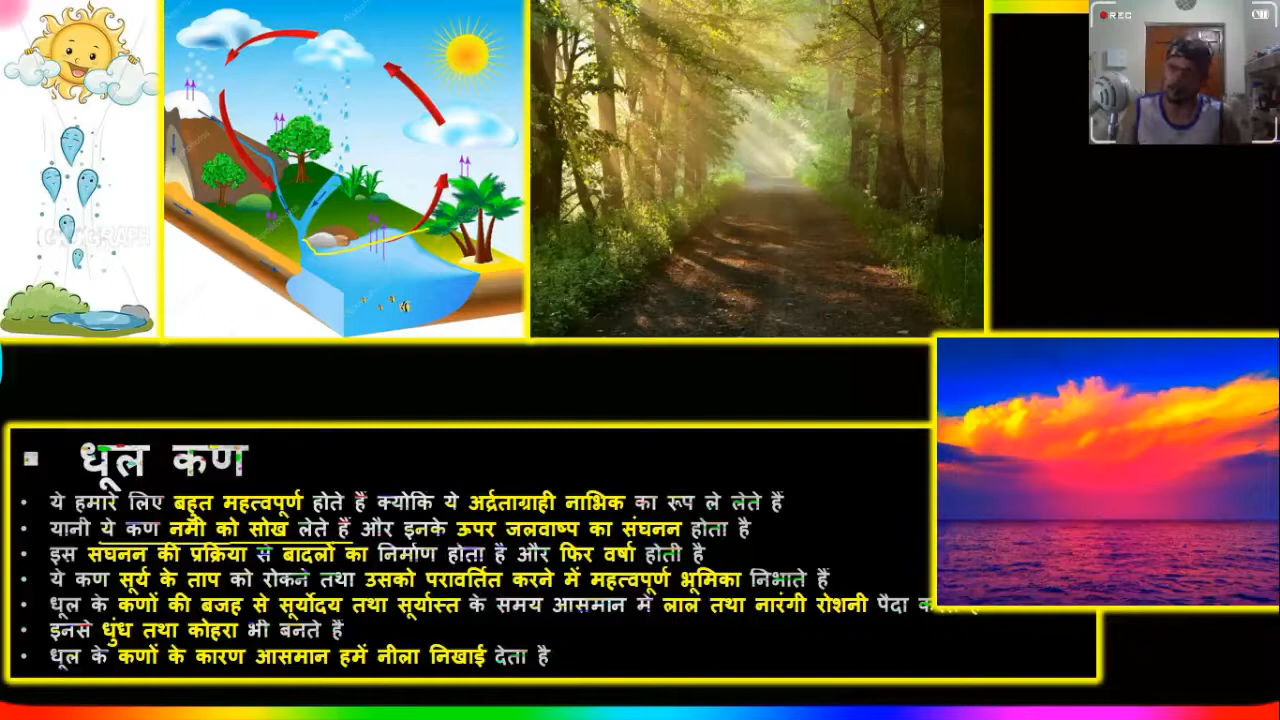 REC
धूल कण
ये हमारे लिए बहुत महत्वपूर्ण होते हैं क्योकि ये अर्द्रताग्राही नाभिक का रूप ले लेते हैं
यानी ये कण नमी को सोख लेते हैं और इनके ऊपर जलवाष्प का संघनन होता है
इस संघनन की प्रक्रिया से बादलों का निर्माण होता है और फिर वर्षा होती है
ये कण सूर्य के ताप को रोकने तथा उसको परावर्तित करने में महत्वपूर्ण भूमिका निभाते हैं
धूल के कणों की बजह से सूर्योदय तथा सूर्यास्त के समय आसमान में लाल तथा नारंगी रोशनी पैदा
इनसे धुंध तथा कोहरा भी बनते हैं
धूल के कणों के कारण आसमान हमें नीला निखाई देता है